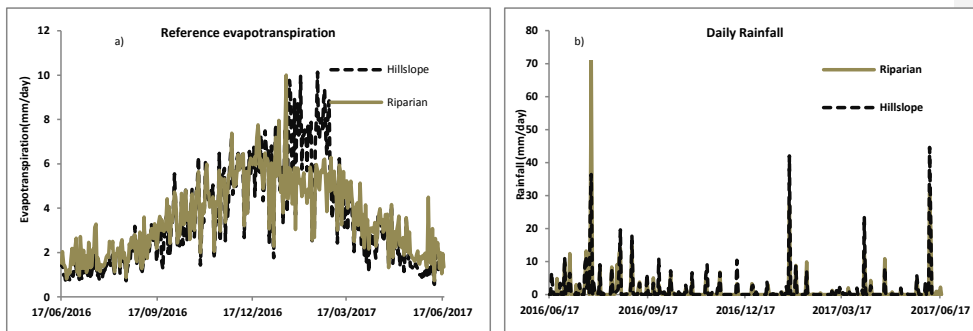 a)
Reference evapotranspiration
Hillslope
Riparian
Evapotranspiration(mm/day)
12
10
8
6
4
2
0
17/06/2016
17/09/2016
17/12/2016
17/03/2017
17/06/2017
b)
Daily Rainfall
Riparian
Hillslope
Rainfall (mm/day)
80
70
60
50
40
30
20
10
0
2016/06/17
2016/09/17
2016/12/17
2017/03/17
2017/06/17